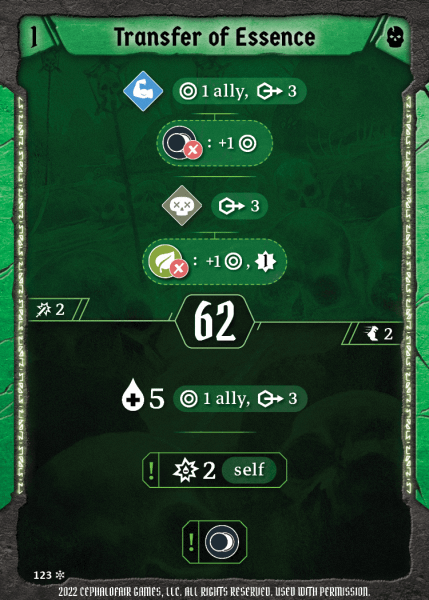 1 Transfer of Essence
1 ally, 3
: +1
3
: +1 ,
2
62
2
5 1 ally, 3
! 2 self
!
123
2022 CEPHALOFAIR GAMES, LLC. ALL RIGHTS RESERVED. USED WITH PERMISSION.